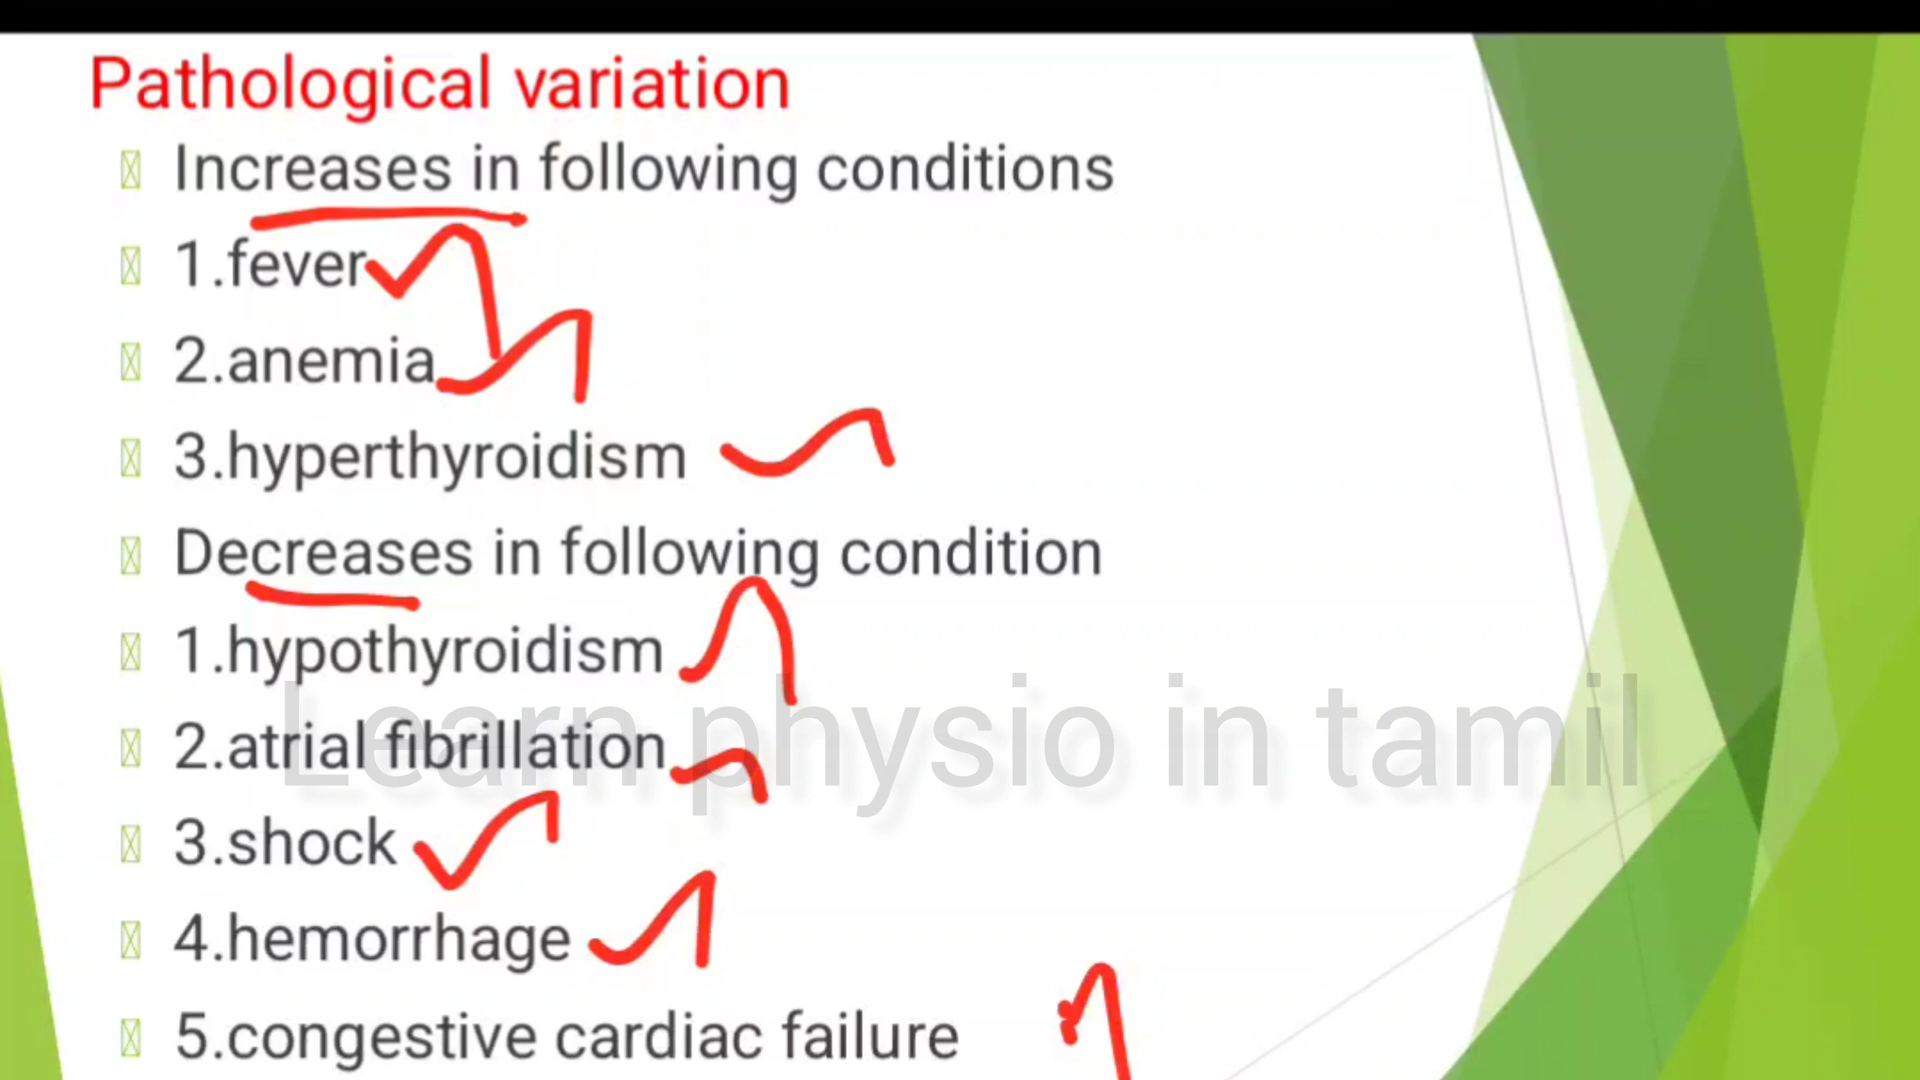 Pathological variation
Increases in following conditions
1.fever
2.anemia
3.hyperthyroidism
Decreases in following condition
1.hypothyroidism
2.atrial fibrillation
Learn physio in tamil
3.shock
4.hemorrhage
5.congestive cardiac failure